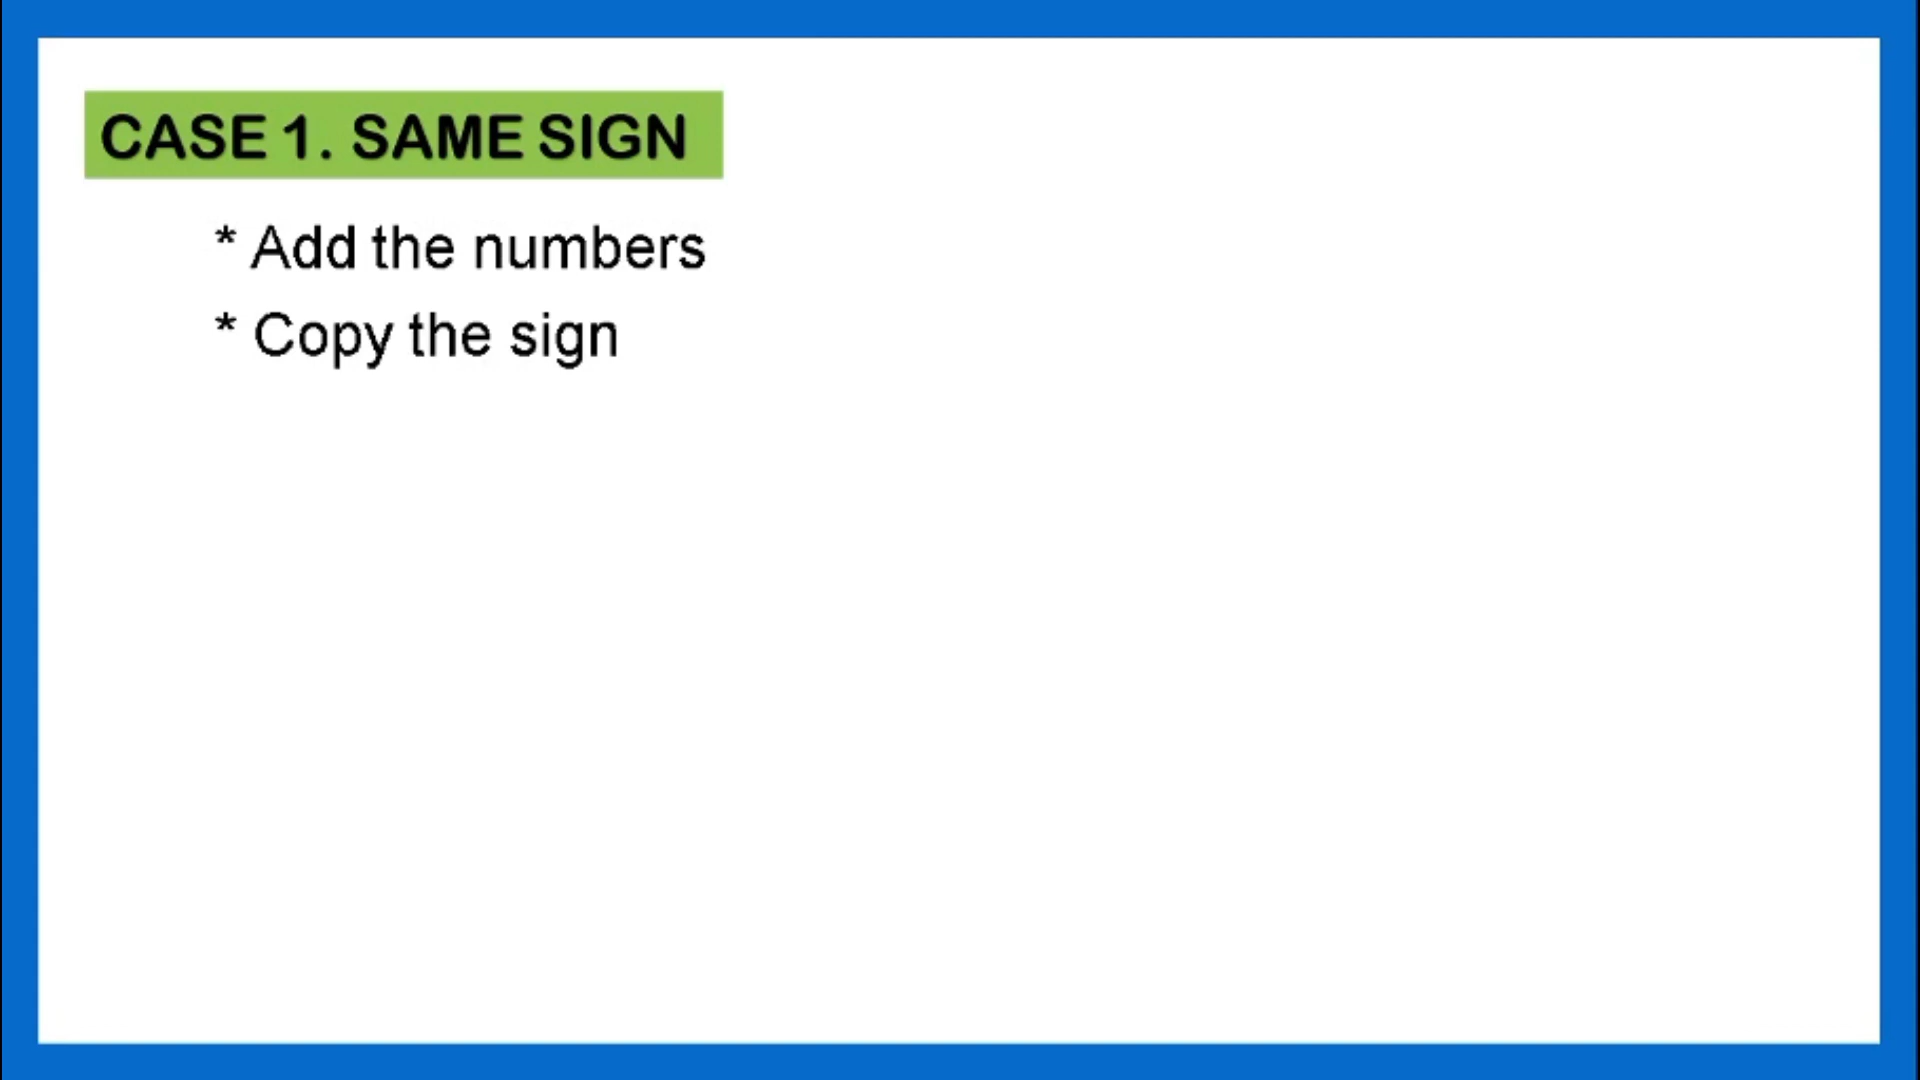 CASE 1. SAME SIGN
* Add the numbers
* Copy the sign